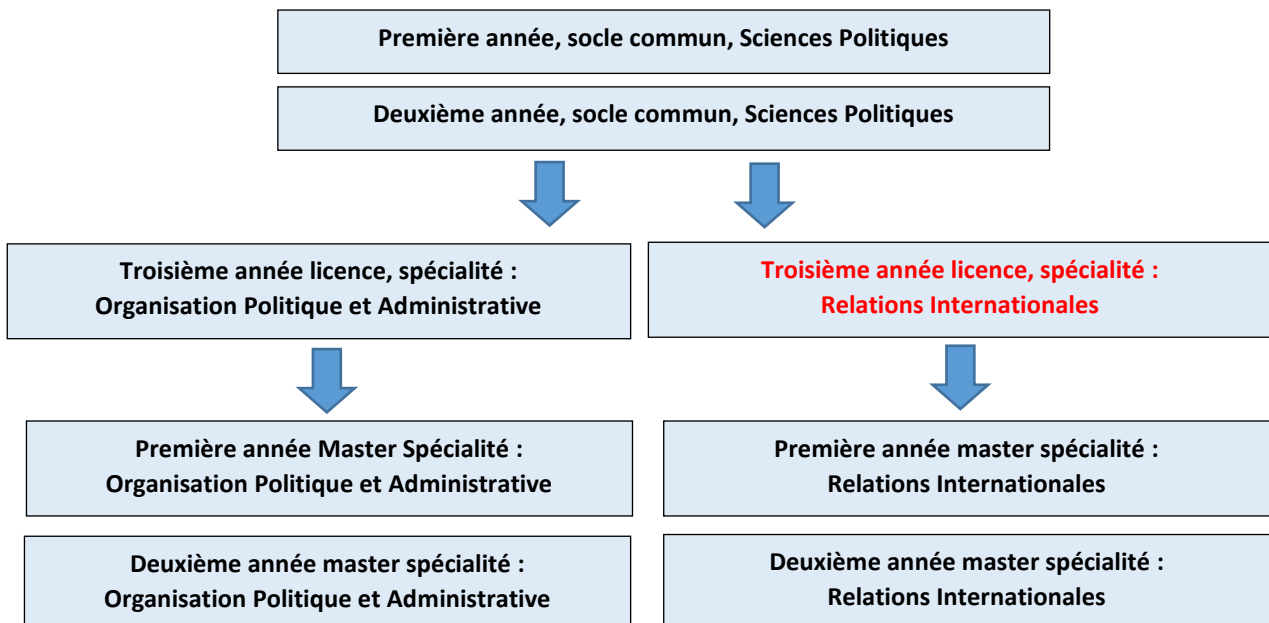 Première année, socle commun, Sciences Politiques
Deuxième année, socle commun, Sciences Politiques
Troisième année licence, spécialité :
Organisation Politique et Administrative
Troisième année licence, spécialité :
Relations Internationales
Première année Master Spécialité :
Organisation Politique et Administrative
Première année master spécialité :
Relations Internationales
Deuxième année master spécialité :
Organisation Politique et Administrative
Deuxième année master spécialité :
Relations Internationales